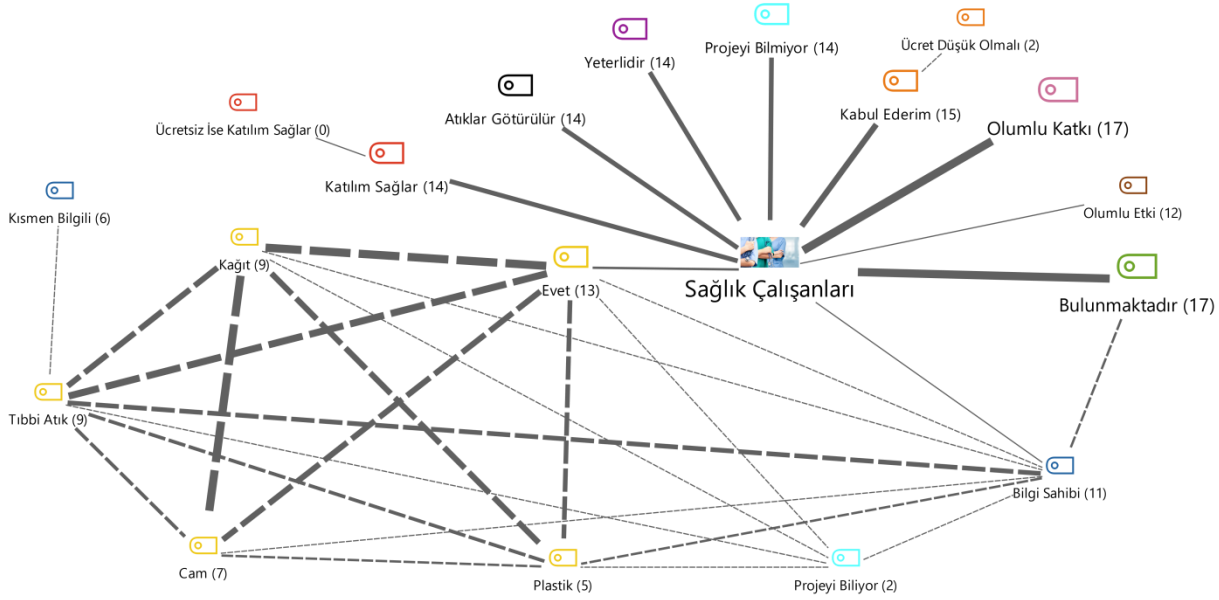 Ücret Düşük Olmalı (2)
Projeyi Bilmiyor (14)
Yeterlidir (14)
Kabul Ederim (15)
Atıklar Götürülür (14)
Olumlu Katkı (17)
Ücretsiz İse Katılım Sağlar (0)
Katılım Sağlar (14)
Kısmen Bilgili (6)
Olumlu Etki (12)
Kağıt (9)
Evet (13)
Sağlık Çalışanları
Bulunmaktadır (17)
Tıbbi Atık (9)
Bilgi Sahibi (11)
Cam (7)
Plastik (5)
Projeyi Biliyor (2)